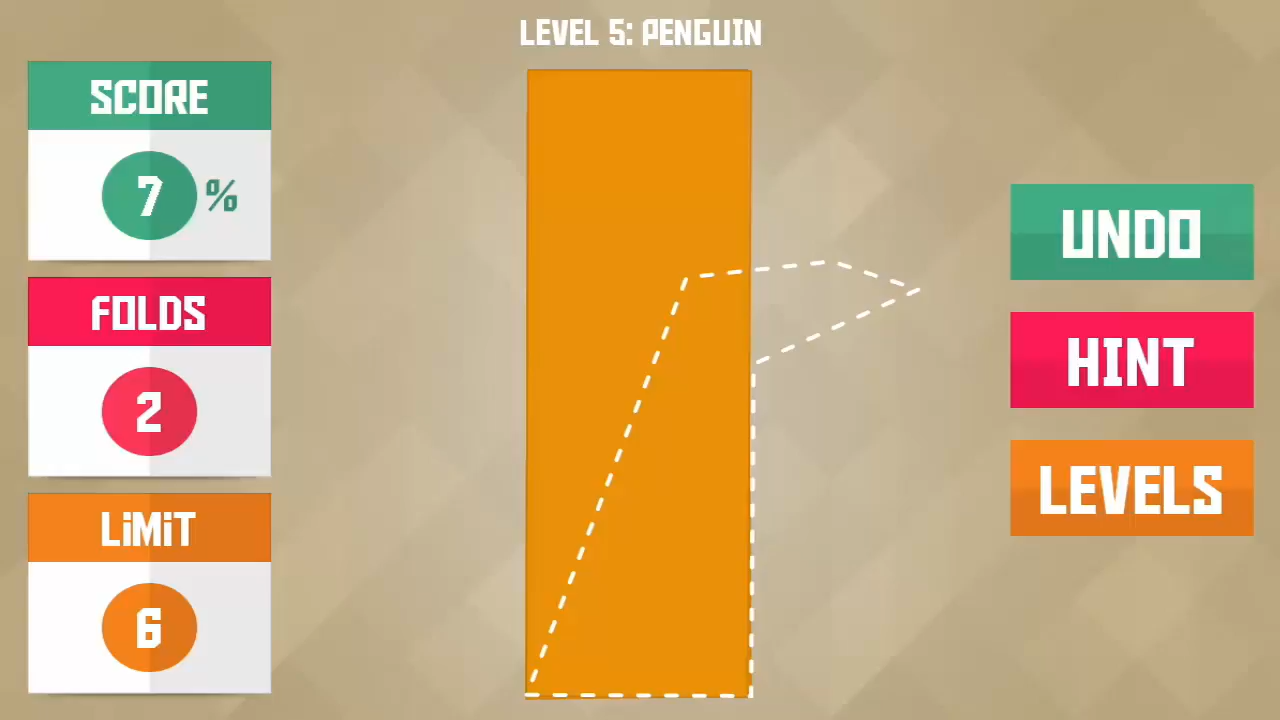 LEVEL 5: PENGUIN
SCORE
7 %
FOLDS
2
LiMiT
6
UNDO
HINT
LEVELS